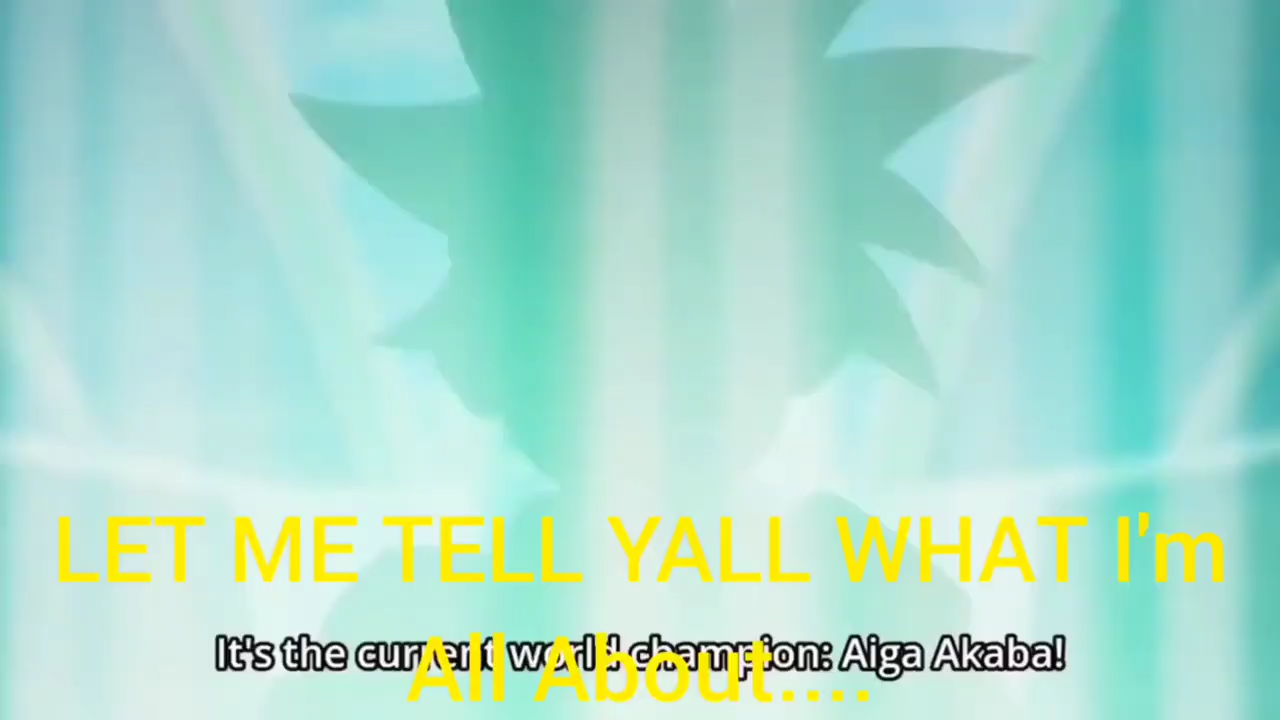 LET ME TELL YALL WHAT I'm
It's the current world champion: Aiga Akaba!
All About....